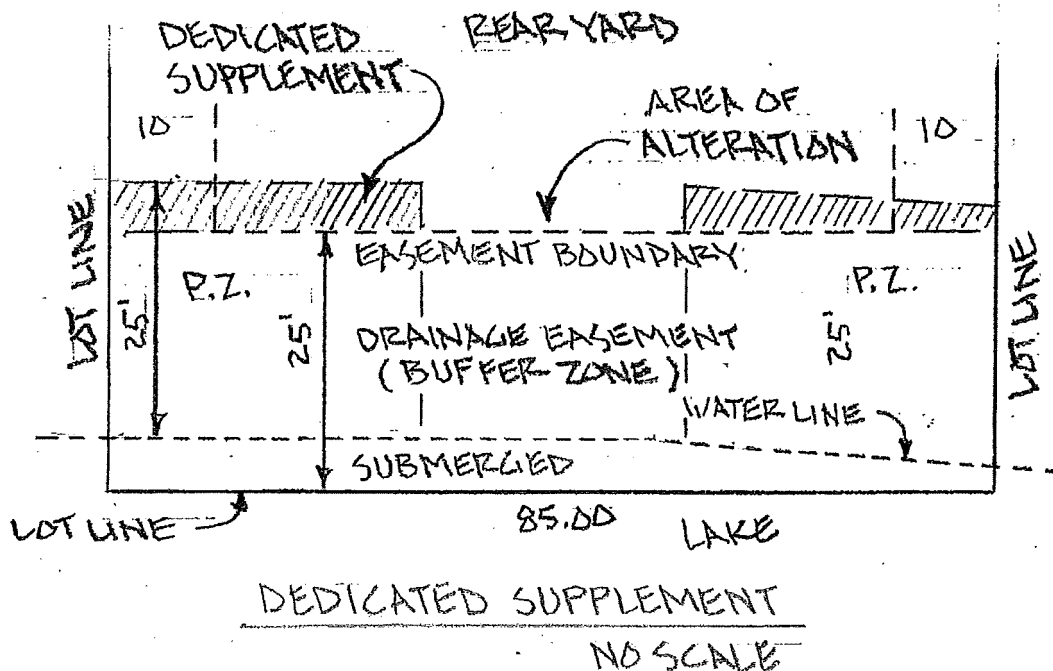 DEDICATED
SUPPLEMENT
REAR YARD
AREA OF
ALTERATION
10
10
LOT LINE
25'
P.Z.
25'
EASEMENT BOUNDARY
DRAINAGE EASEMENT
(BUFFER ZONE)
P.Z.
25'
LOT LINE
WATER LINE
SUBMERGED
LOT LINE
85.00
LAKE
DEDICATED SUPPLEMENT
NO SCALE